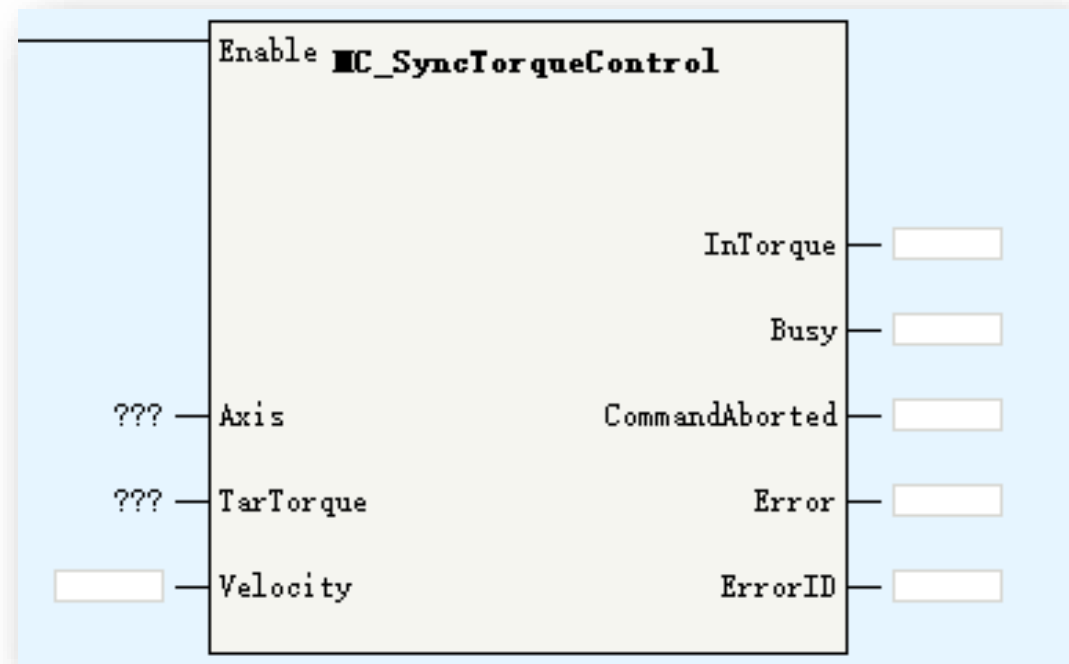 Enable MC_SyncTorqueControl
InTorque
Busy
??? Axis CommandAborted
??? TarTorque Error
Velocity ErrorID